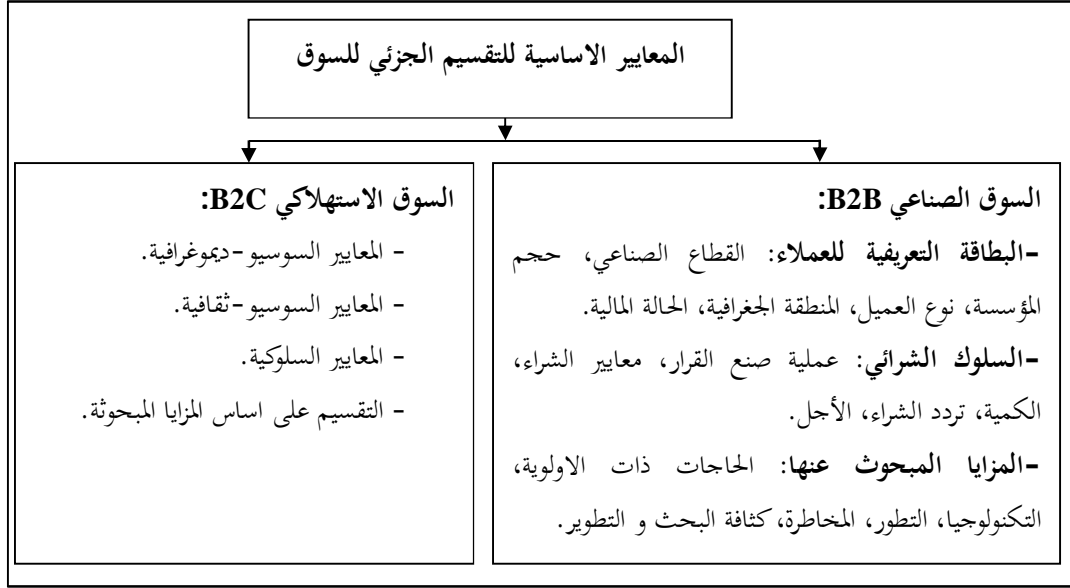 المعايير الاساسية للتقسيم الجزئي للسوق
السوق الصناعي B2B:
-البطاقة التعريفية للعملاء: القطاع الصناعي، حجم
المؤسسة، نوع العميل، المنطقة الجغرافية، الحالة المالية.
-السلوك الشرائي: عملية صنع القرار، معايير الشراء،
الكمية، تردد الشراء، الأجل.
-المزايا المبحوث عنها: الحاجات ذات الاولوية،
التكنولوجيا، التطور، المخاطرة، كثافة البحث و التطوير.
السوق الاستهلاكي B2C:
- المعايير السوسيو-ديموغرافية.
- المعايير السوسيو-ثقافية.
- المعايير السلوكية.
- التقسيم على اساس المزايا المبحوثة.